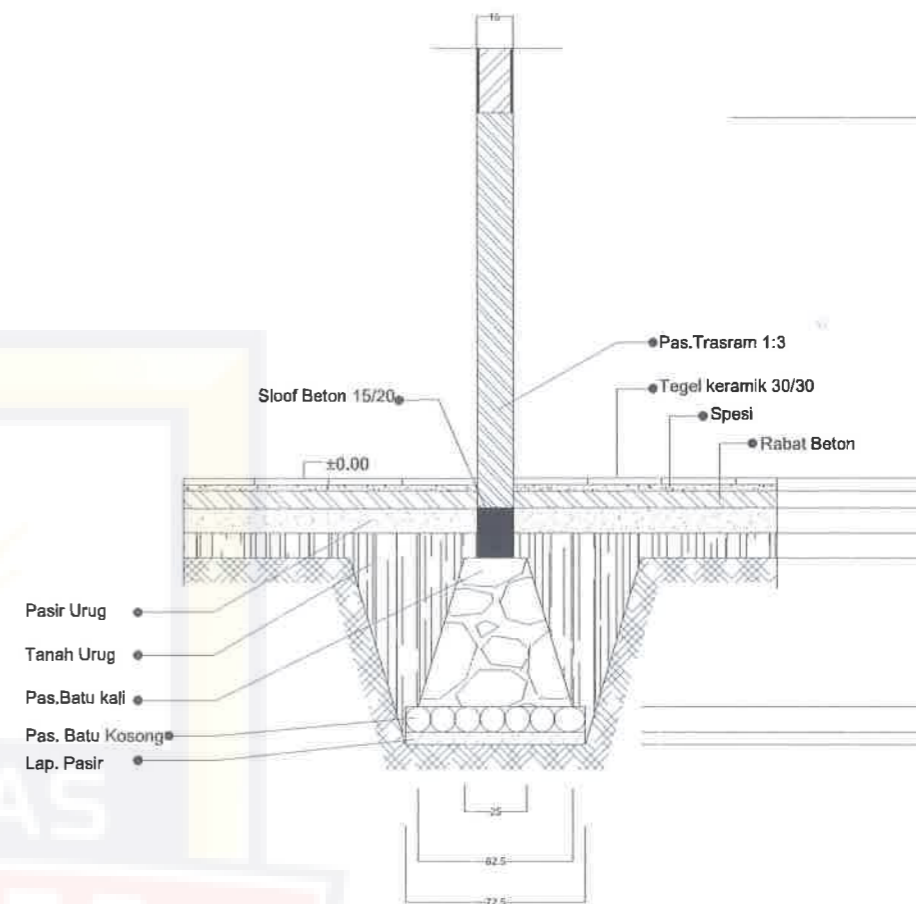 15
Pas.Trasram 1:3
Tegel keramik 30/30
Sloof Beton 15/20
Spesi
Rabat Beton
±0.00
Pasir Urug
Tanah Urug
Pas.Batu kali
Pas. Batu Kosong
Lap. Pasir
AS
25
62.5
72.5